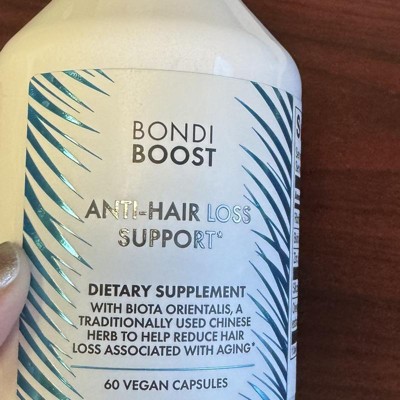 BONDI
BOOST
ANTI-HAIR LOSS
SUPPORT*
DIETARY SUPPLEMENT
WITH BIOTA ORIENTALIS, A
TRADITIONALLY USED CHINESE
HERB TO HELP REDUCE HAIR
LOSS ASSOCIATED WITH AGING*
60 VEGAN CAPSULES